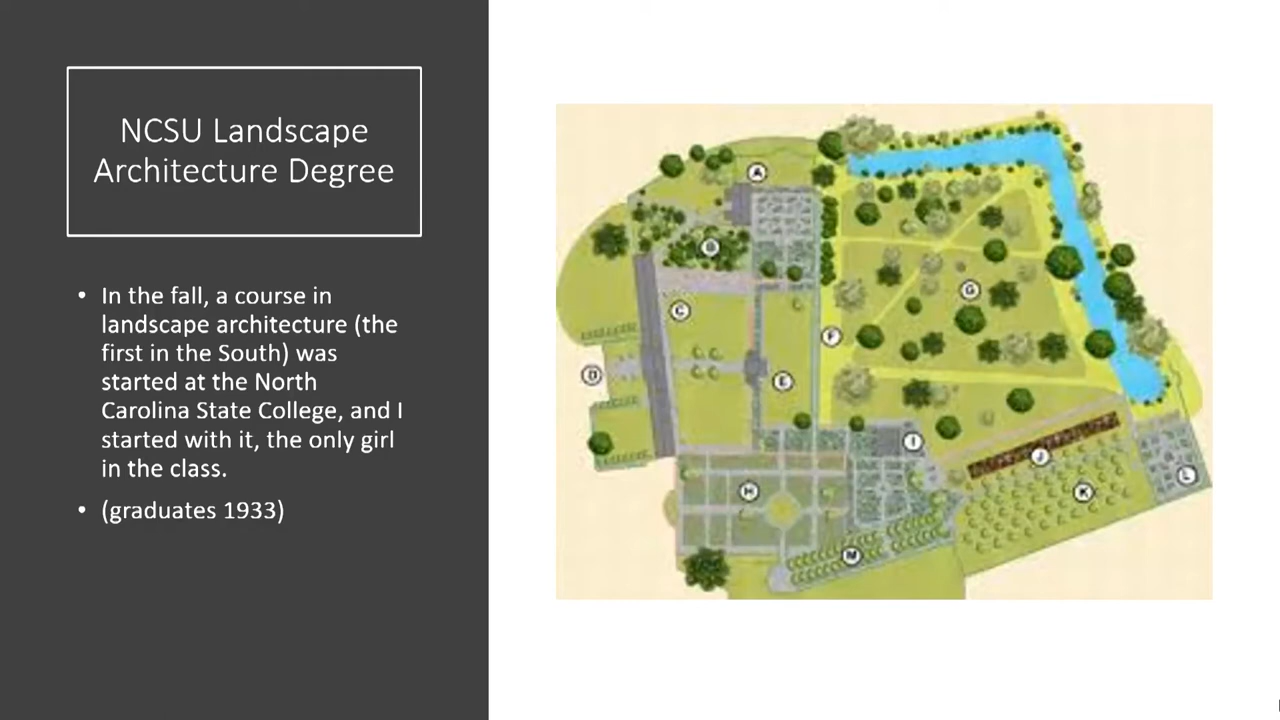 NCSU Landscape
Architecture Degree
• In the fall, a course in
landscape architecture (the
first in the South) was
started at the North
Carolina State College, and I
started with it, the only girl
in the class.
• (graduates 1933)
A
C
D
E
F
G
H
I
J
K
L
M